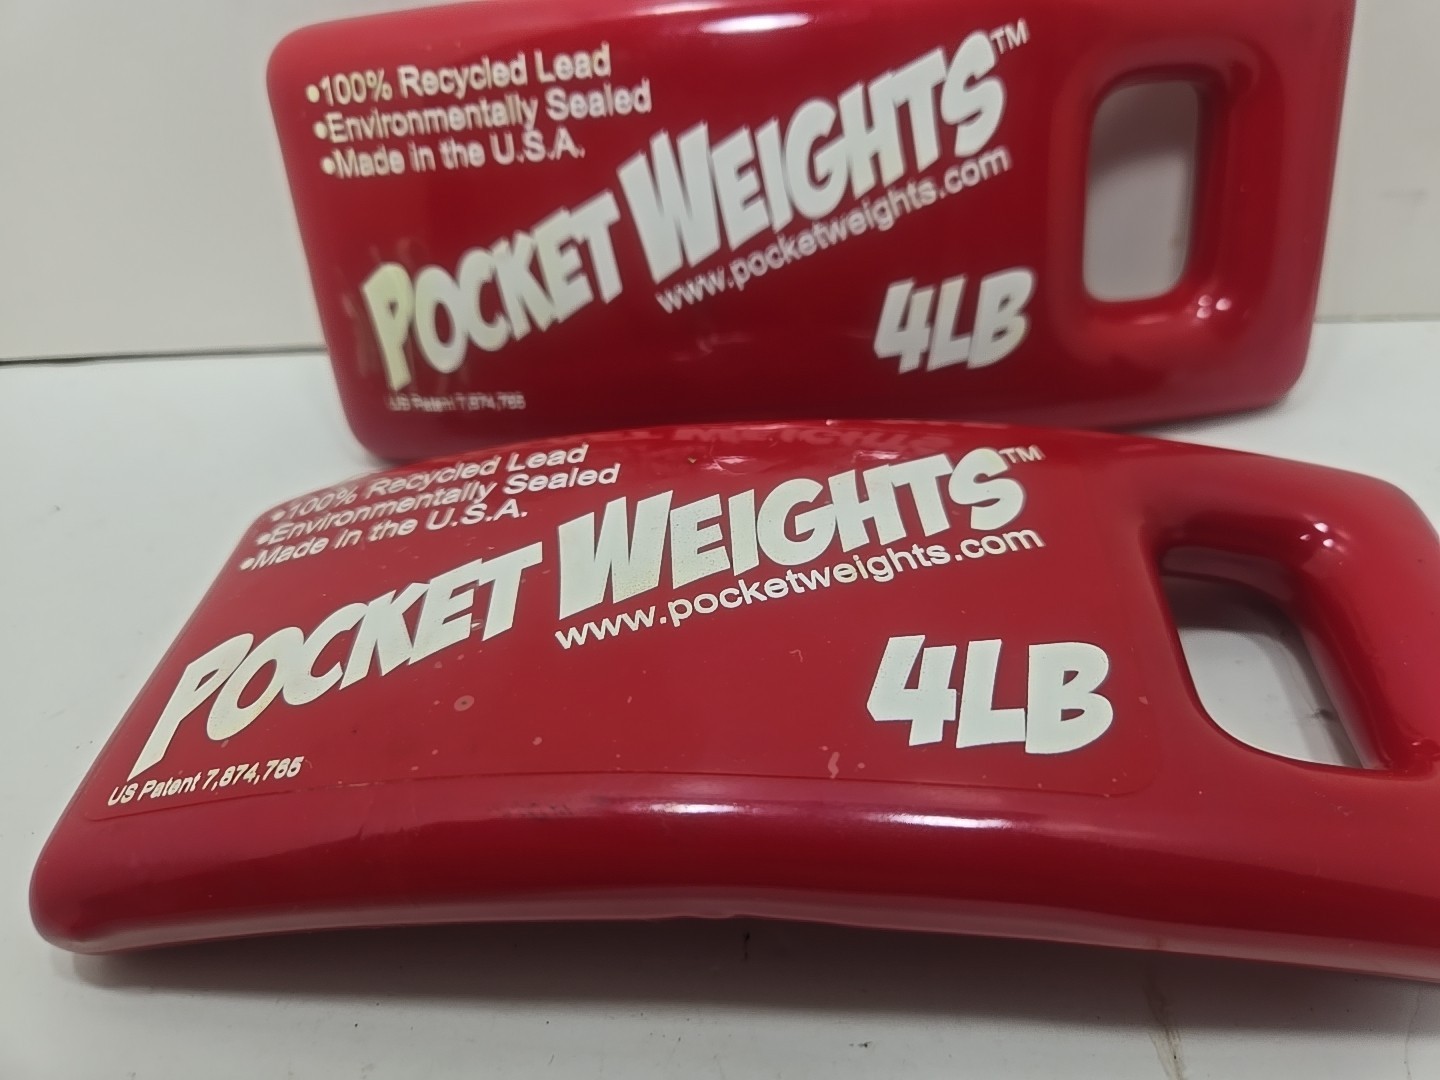 •100% Recycled Lead
•Environmentally Sealed
•Made in the U.S.A.
POCKET WEIGHTS™
www.pocketweights.com
4LB
US Patent 7,874,765
•100% Recycled Lead
•Environmentally Sealed
•Made in the U.S.A.
POCKET WEIGHTS™
www.pocketweights.com
4LB
US Patent 7,874,765